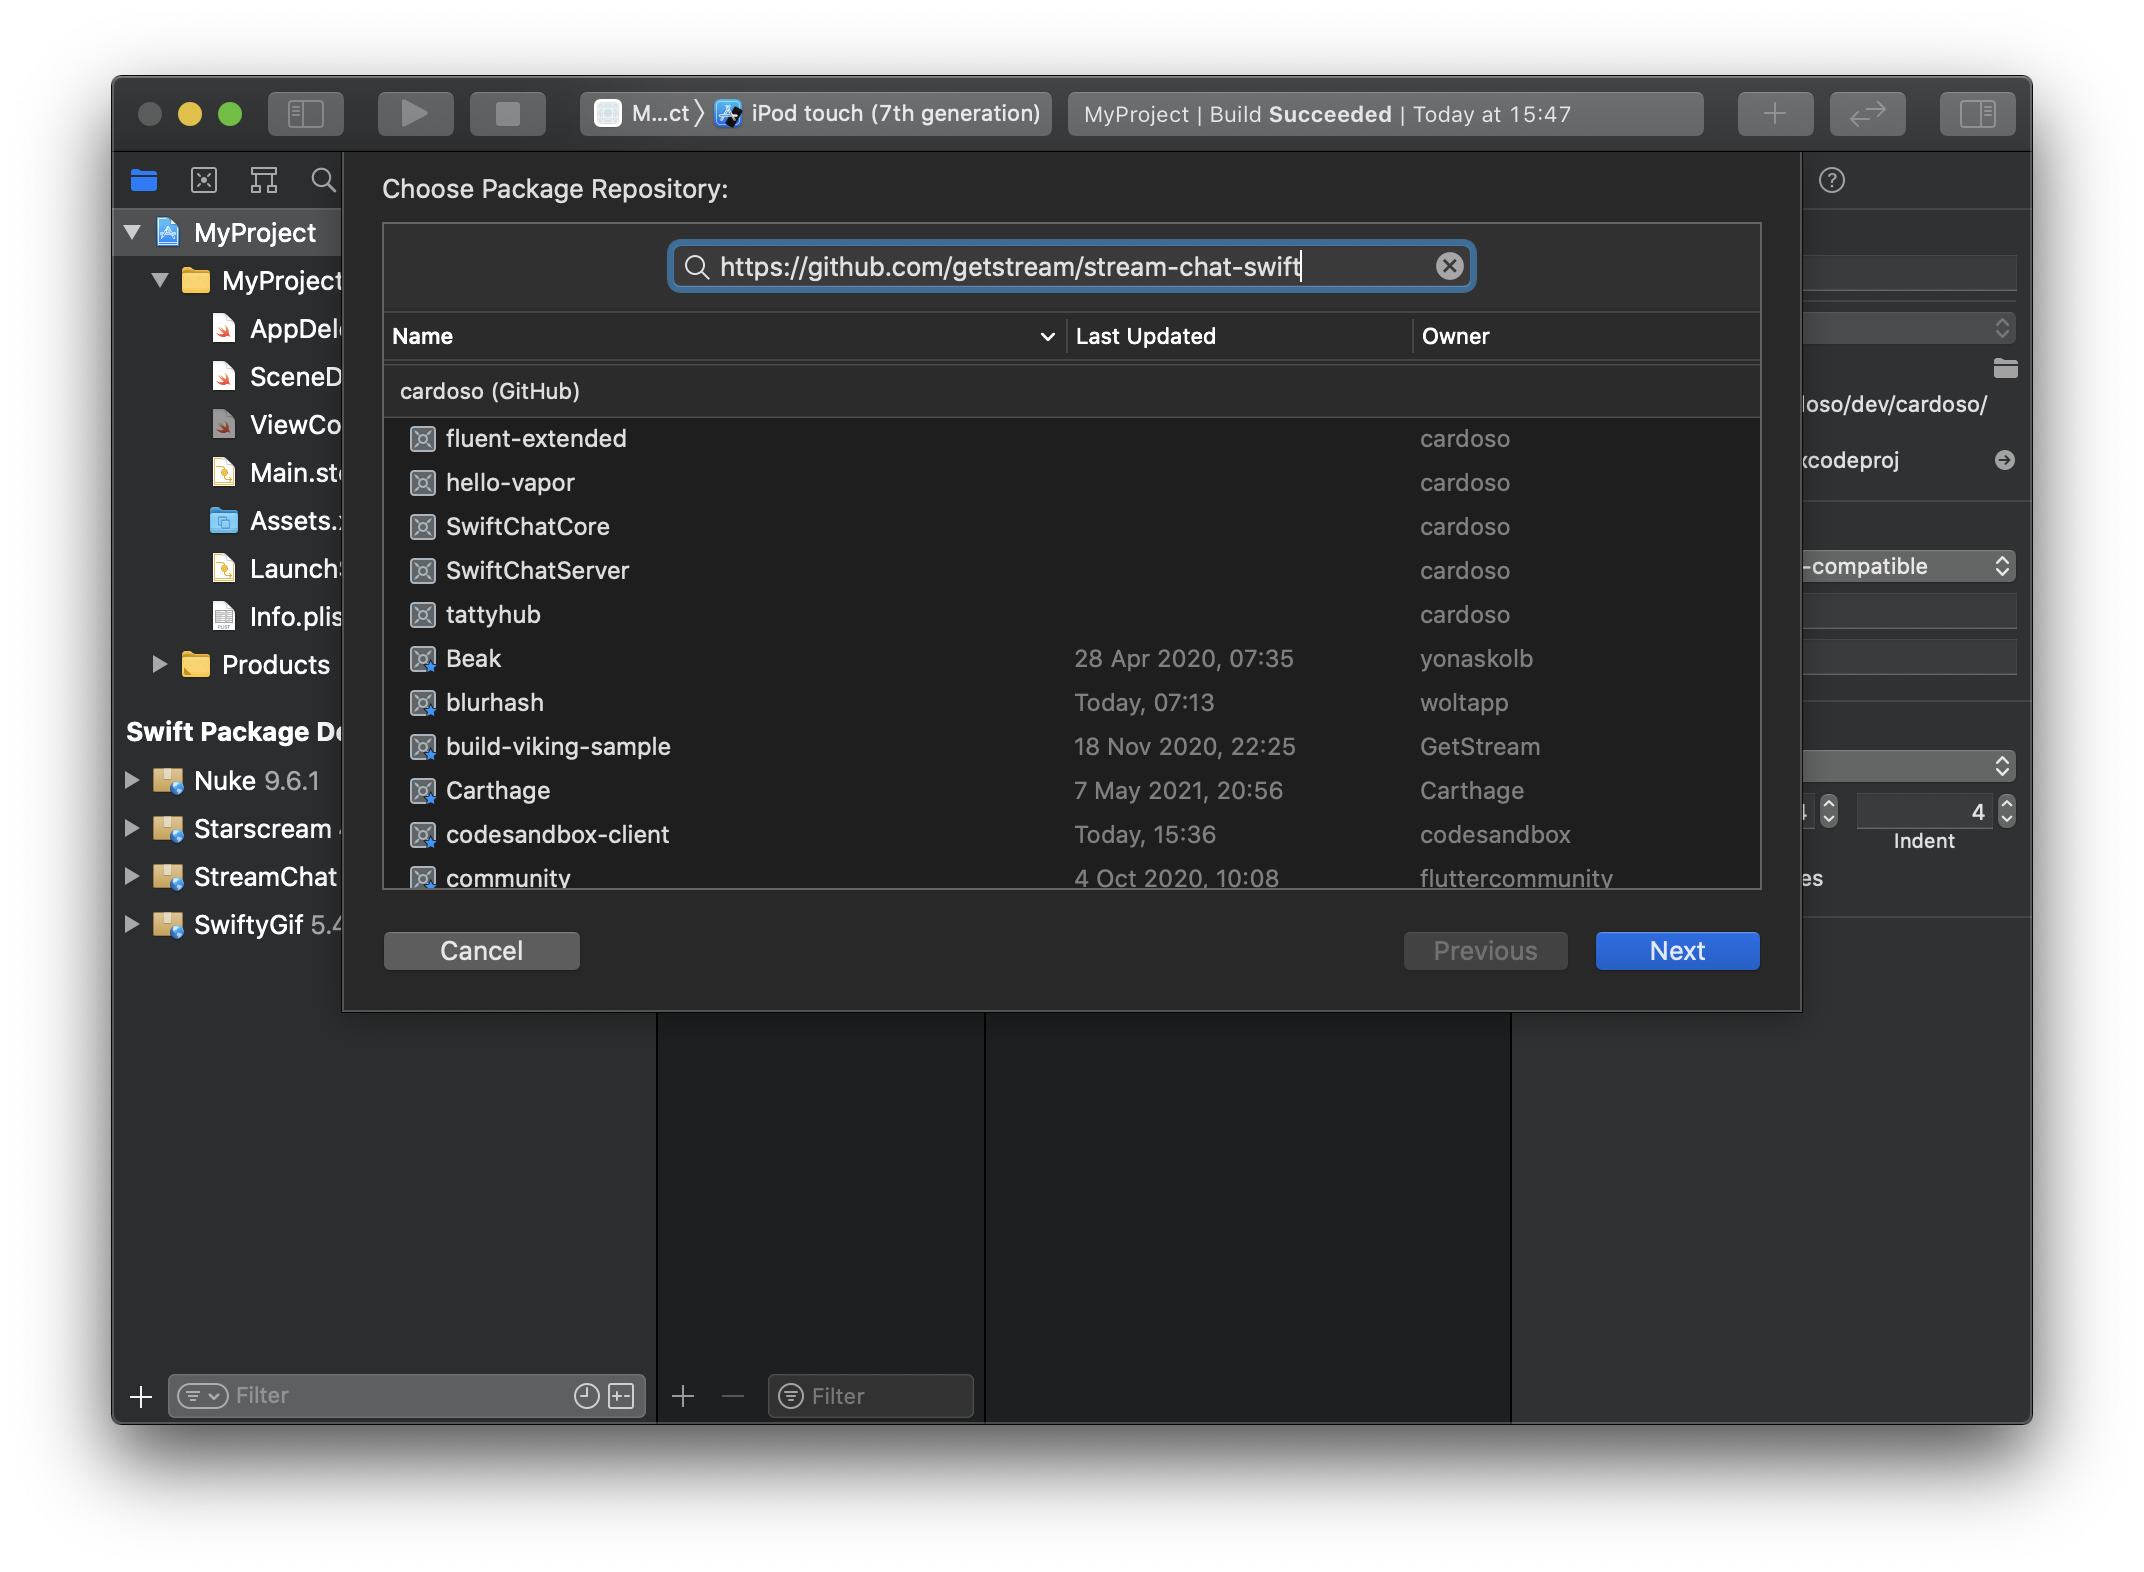 M...ct
iPod touch (7th generation)
MyProject | Build Succeeded | Today at 15:47
Choose Package Repository:
https://github.com/getstream/stream-chat-swift
Name
Last Updated
Owner
cardoso (GitHub)
fluent-extended cardoso
hello-vapor cardoso
SwiftChatCore cardoso
SwiftChatServer cardoso
tattyhub cardoso
Beak 28 Apr 2020, 07:35 yonaskolb
blurhash Today, 07:13 woltapp
build-viking-sample 18 Nov 2020, 22:25 GetStream
Carthage 7 May 2021, 20:56 Carthage
codesandbox-client Today, 15:36 codesandbox
community 4 Oct 2020, 10:08 fluttercommunity
Cancel
Previous
Next
MyProject
MyProject
AppDel
SceneD
ViewCo
Main.st
Assets.
Launch
Info.plis
Products
Swift Package De
Nuke 9.6.1
Starscream
StreamChat
SwiftyGif 5.4
loso/dev/cardoso/
xcodeproj
-compatible
4
Indent
es
Filter
Filter